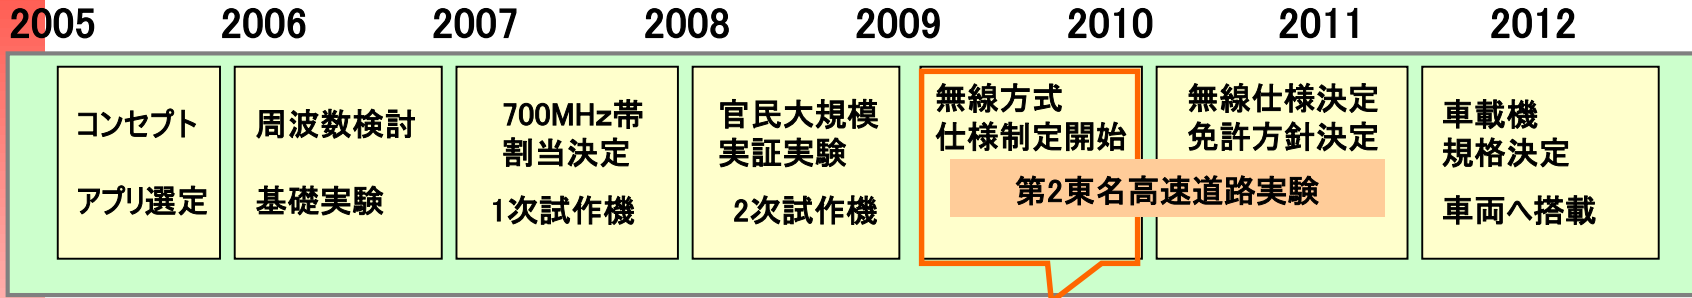 2005 2006 2007 2008 2009 2010 2011 2012
コンセプト
アプリ選定
周波数検討
基礎実験
700MHz帯
割当決定
1次試作機
官民大規模
実証実験
2次試作機
無線方式
仕様制定開始
無線仕様決定
免許方針決定
第2東名高速道路実験
車載機
規格決定
車両へ搭載